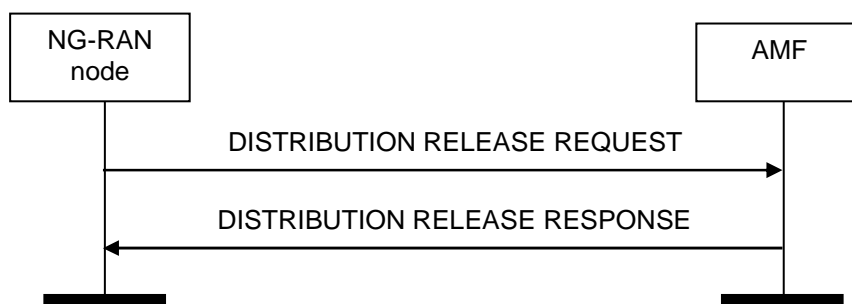 NG-RAN
node
AMF
DISTRIBUTION RELEASE REQUEST
DISTRIBUTION RELEASE RESPONSE